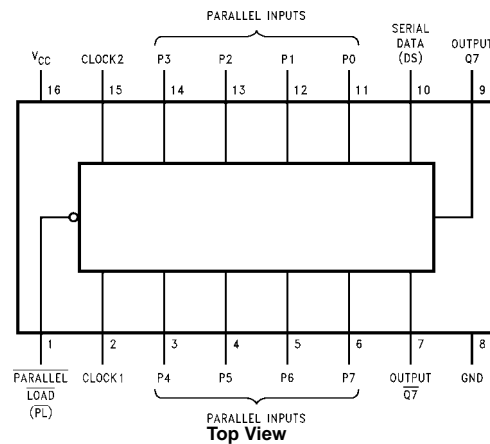 PARALLEL INPUTS
SERIAL
DATA
(DS)
OUTPUT
Q7
VCC CLOCK2 P3 P2 P1 P0
16 15 14 13 12 11 10 9
1 2 3 4 5 6 7 8
PARALLEL
LOAD
(PL)
CLOCK1 P4 P5 P6 P7 OUTPUT GND
Q7
PARALLEL INPUTS
Top View